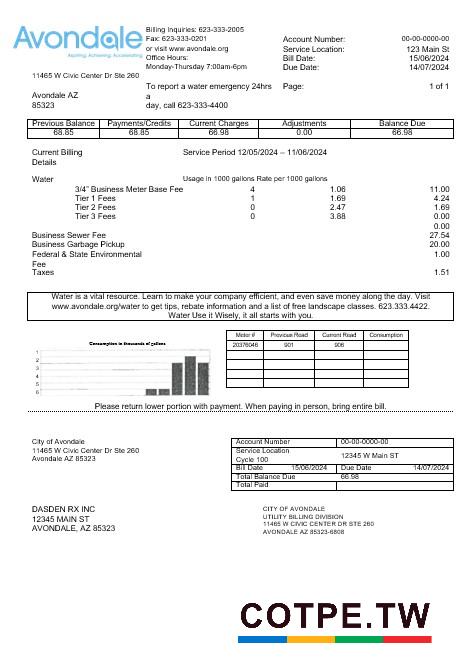 Avondale
Aspiring. Achieving. Accelerating.
Billing Inquiries: 623-333-2005
Fax: 623-333-0201
or visit www.avondale.org
Office Hours:
Monday-Thursday 7:00am-6pm
Account Number: 00-00-0000-00
Service Location: 123 Main St
Bill Date: 15/06/2024
Due Date: 14/07/2024
11465 W Civic Center Dr Ste 260
Avondale AZ
85323
To report a water emergency 24hrs
a
day, call 623-333-4400
Page: 1 of 1
Previous Balance Payments/Credits Current Charges Adjustments Balance Due
68.85 68.85 66.98 0.00 66.98
Current Billing
Details
Service Period 12/05/2024 – 11/06/2024
Water Usage in 1000 gallons Rate per 1000 gallons
3/4" Business Meter Base Fee 4 1.06 11.00
Tier 1 Fees 1 1.69 4.24
Tier 2 Fees 0 2.47 1.69
Tier 3 Fees 0 3.88 0.00
0.00
Business Sewer Fee 27.54
Business Garbage Pickup 20.00
Federal & State Environmental 1.00
Fee
Taxes 1.51
Water is a vital resource. Learn to make your company efficient, and even save money along the day. Visit
www.avondale.org/water to get tips, rebate information and a list of free landscape classes. 623.333.4422.
Water Use it Wisely, it all starts with you.
Consumption in thousands of gallons
1
2
3
4
5
6
Meter # Previous Read Current Read Consumption
20376046 901 906
Please return lower portion with payment. When paying in person, bring entire bill.
City of Avondale
11465 W Civic Center Dr Ste 260
Avondale AZ 85323
Account Number 00-00-0000-00
Service Location
Cycle 100
12345 W Main ST
Bill Date 15/06/2024 Due Date 14/07/2024
Total Balance Due 66.98
Total Paid
DASDEN RX INC
12345 MAIN ST
AVONDALE, AZ 85323
CITY OF AVONDALE
UTILITY BILLING DIVISION
11465 W CIVIC CENTER DR STE 260
AVONDALE AZ 85323-6808
COTPE.TW